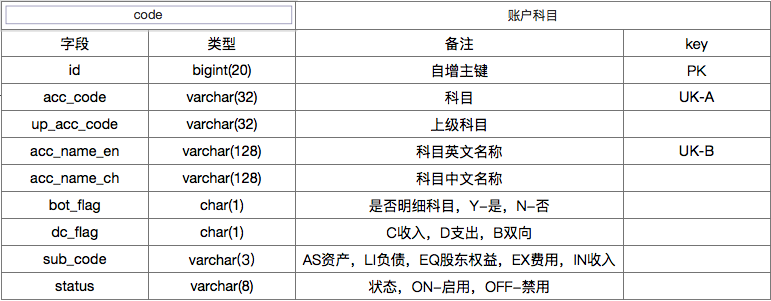 code 账户科目
字段 类型 备注 key
id bigint(20) 自增主键 PK
acc_code varchar(32) 科目 UK-A
up_acc_code varchar(32) 上级科目
acc_name_en varchar(128) 科目英文名称 UK-B
acc_name_ch varchar(128) 科目中文名称
bot_flag char(1) 是否明细科目，Y-是，N-否
dc_flag char(1) C收入，D支出，B双向
sub_code varchar(3) AS资产，LI负债，EQ股东权益，EX费用，IN收入
status varchar(8) 状态，ON-启用，OFF-禁用